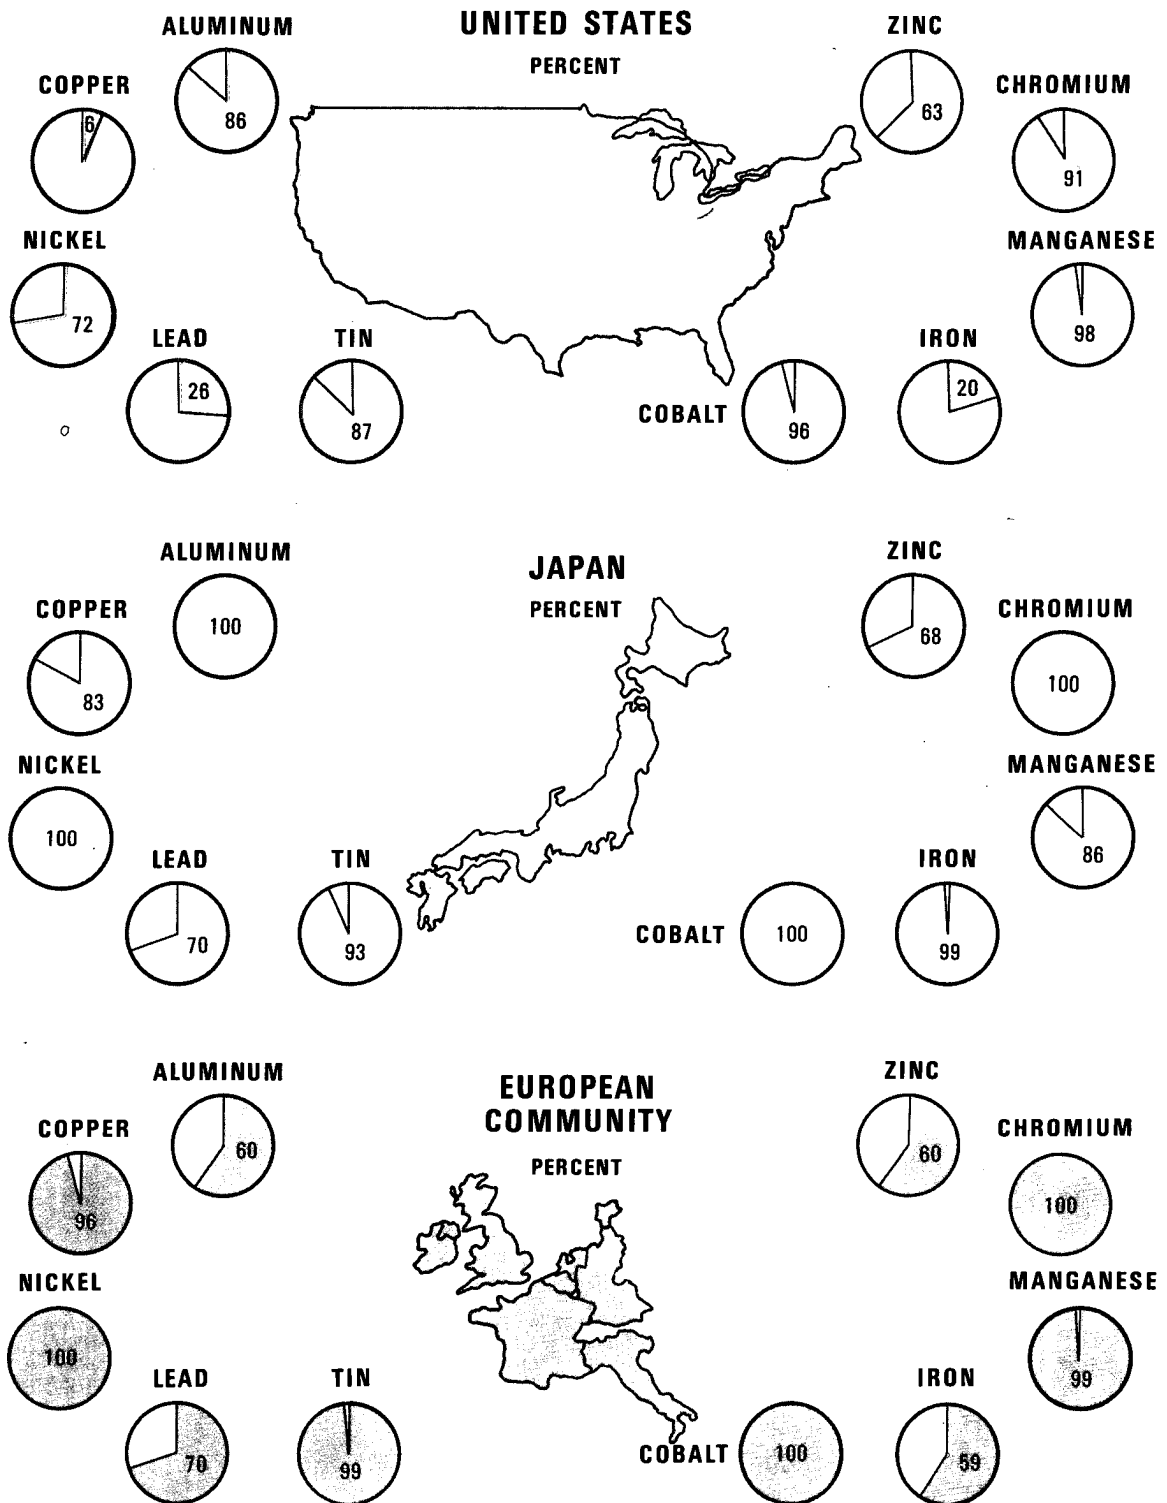 UNITED STATES
PERCENT
ALUMINUM
86
COPPER
6
NICKEL
72
LEAD
26
TIN
87
ZINC
63
CHROMIUM
91
MANGANESE
98
IRON
20
COBALT
96
JAPAN
PERCENT
ALUMINUM
100
COPPER
83
NICKEL
100
LEAD
70
TIN
93
ZINC
68
CHROMIUM
100
MANGANESE
86
IRON
99
COBALT
100
EUROPEAN
COMMUNITY
PERCENT
ALUMINUM
60
COPPER
96
NICKEL
100
LEAD
70
TIN
99
ZINC
60
CHROMIUM
100
MANGANESE
99
IRON
59
COBALT
100